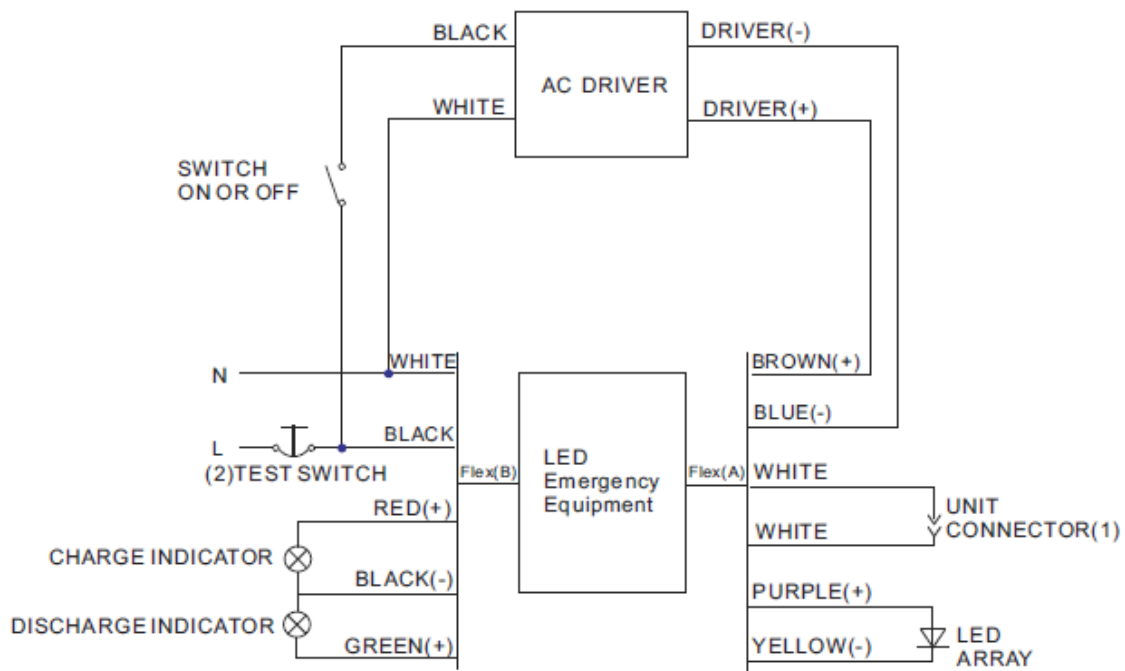 BLACK
DRIVER(-)
AC DRIVER
WHITE
DRIVER(+)
SWITCH
ON OR OFF
N
WHITE
BROWN(+)
BLUE(-)
L
BLACK
(2)TEST SWITCH
Flex(B)
LED
Emergency
Equipment
Flex(A)
WHITE
UNIT
CONNECTOR(1)
WHITE
RED(+)
CHARGE INDICATOR
BLACK(-)
DISCHARGE INDICATOR
GREEN(+)
PURPLE(+)
LED
ARRAY
YELLOW(-)